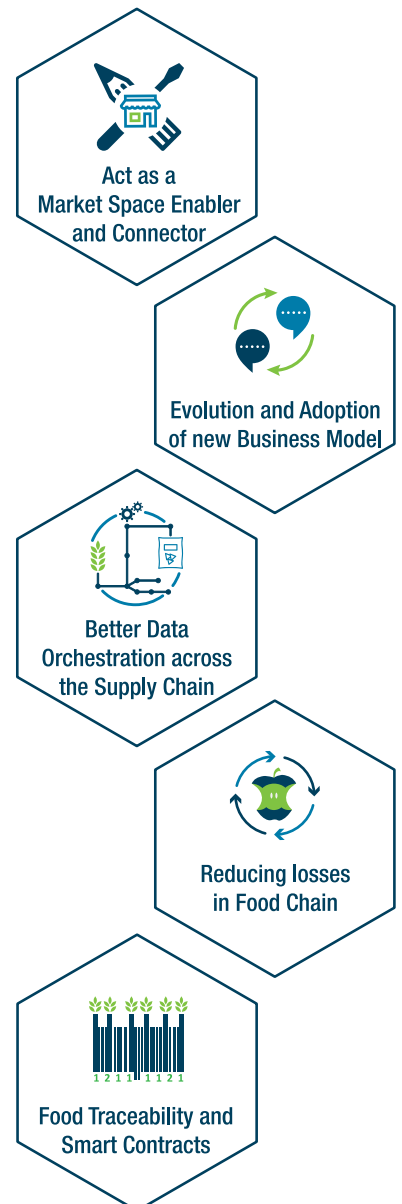 Act as a
Market Space Enabler
and Connector
Evolution and Adoption
of new Business Model
Better Data
Orchestration across
the Supply Chain
Reducing losses
in Food Chain
1 2 1 1 1 1 2 1
Food Traceability and
Smart Contracts